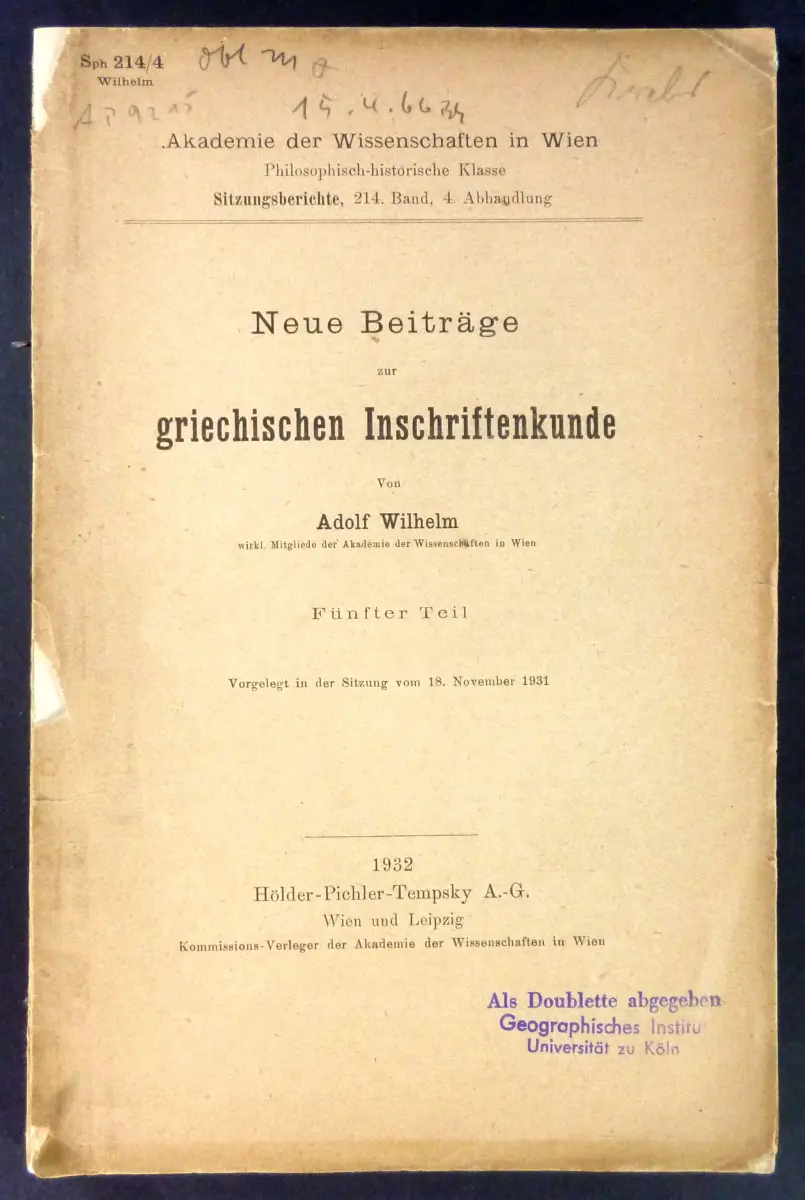 Sph 214/4
Wilhelm
15.4.66
Akademie der Wissenschaften in Wien
Philosophisch-historische Klasse
Sitzungsberichte, 214. Band, 4. Abhandlung
Neue Beiträge
zur
griechischen Inschriftenkunde
Von
Adolf Wilhelm
wirkl. Mitgliede der Akademie der Wissenschaften in Wien
Fünfter Teil
Vorgelegt in der Sitzung vom 18. November 1931
1932
Hölder-Pichler-Tempsky A.-G.
Wien und Leipzig
Kommissions-Verleger der Akademie der Wissenschaften in Wien
Als Doublette abgegeben
Geographisches Institu
Universität zu Köln